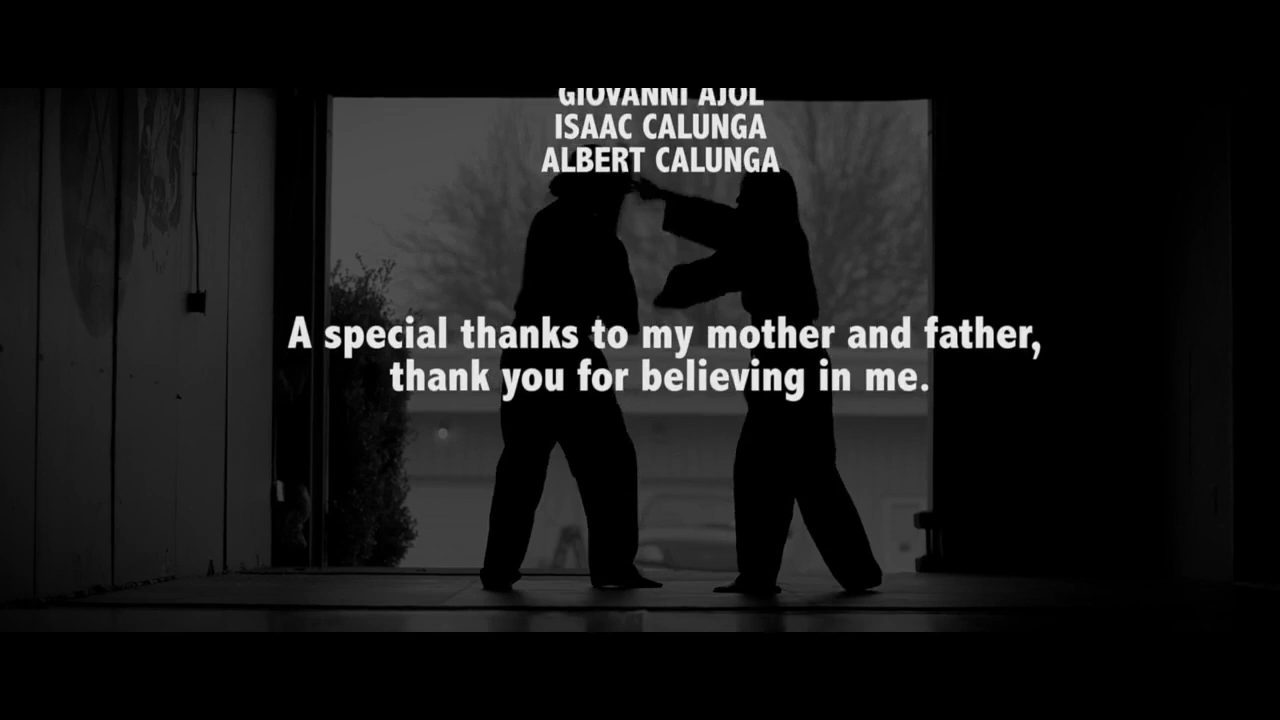 GIOVANNI AJOL
ISAAC CALUNGA
ALBERT CALUNGA
A special thanks to my mother and father,
thank you for believing in me.